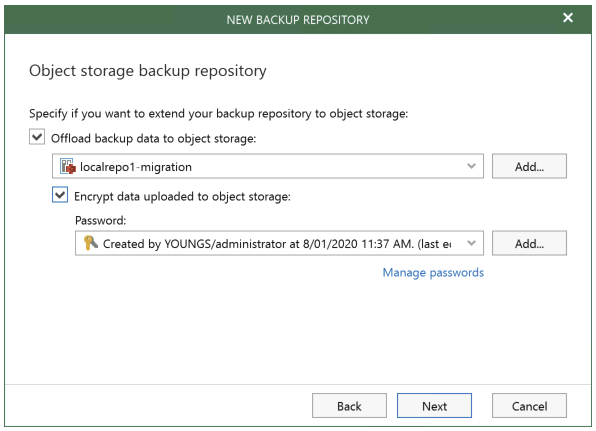 NEW BACKUP REPOSITORY
Object storage backup repository
Specify if you want to extend your backup repository to object storage:
Offload backup data to object storage:
localrepo1-migration
Add...
Encrypt data uploaded to object storage:
Password:
Created by YOUNGS/administrator at 8/01/2020 11:37 AM. (last
Add...
Manage passwords
Back
Next
Cancel